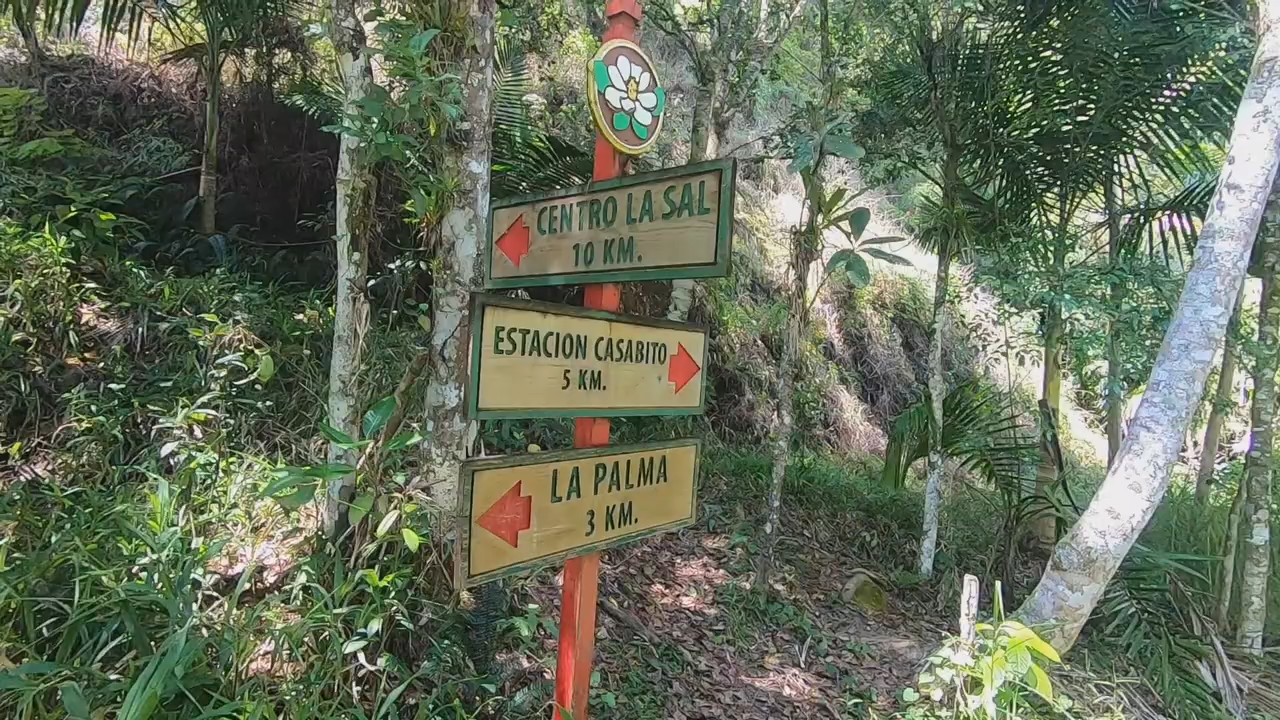 CENTRO LA SAL
10 KM.
ESTACION CASABITO
5 KM.
LA PALMA
3 KM.